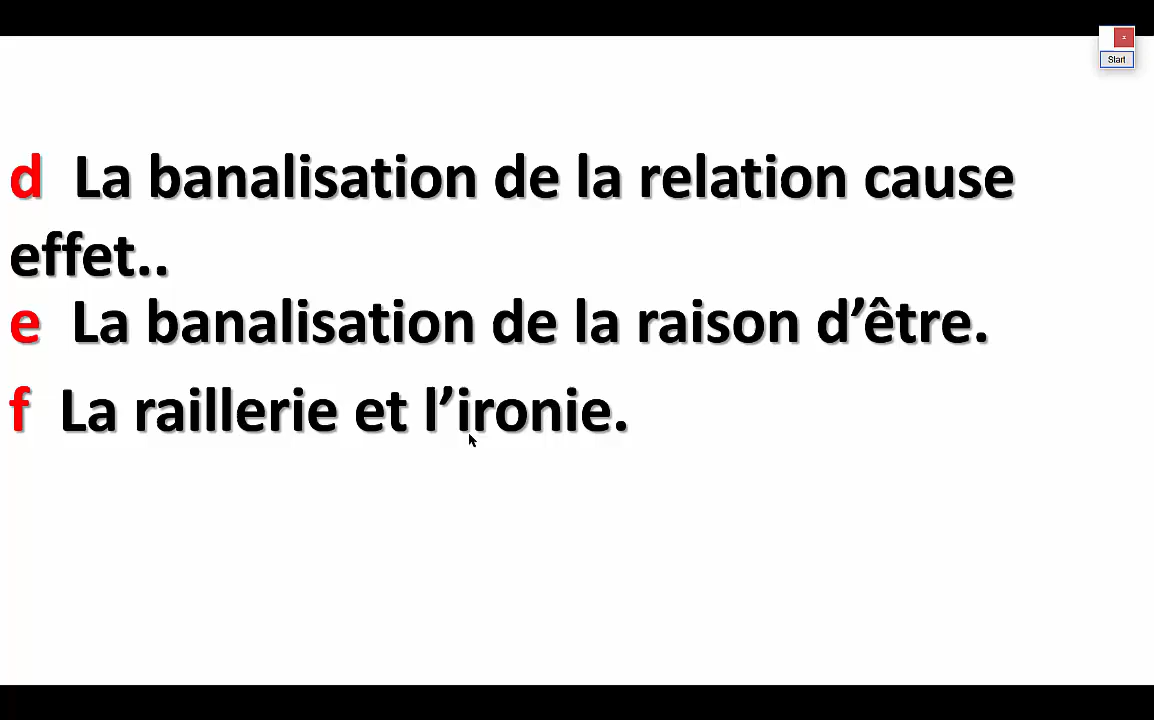 Start
d La banalisation de la relation cause
effet..
e La banalisation de la raison d’être.
f La raillerie et l’ironie.